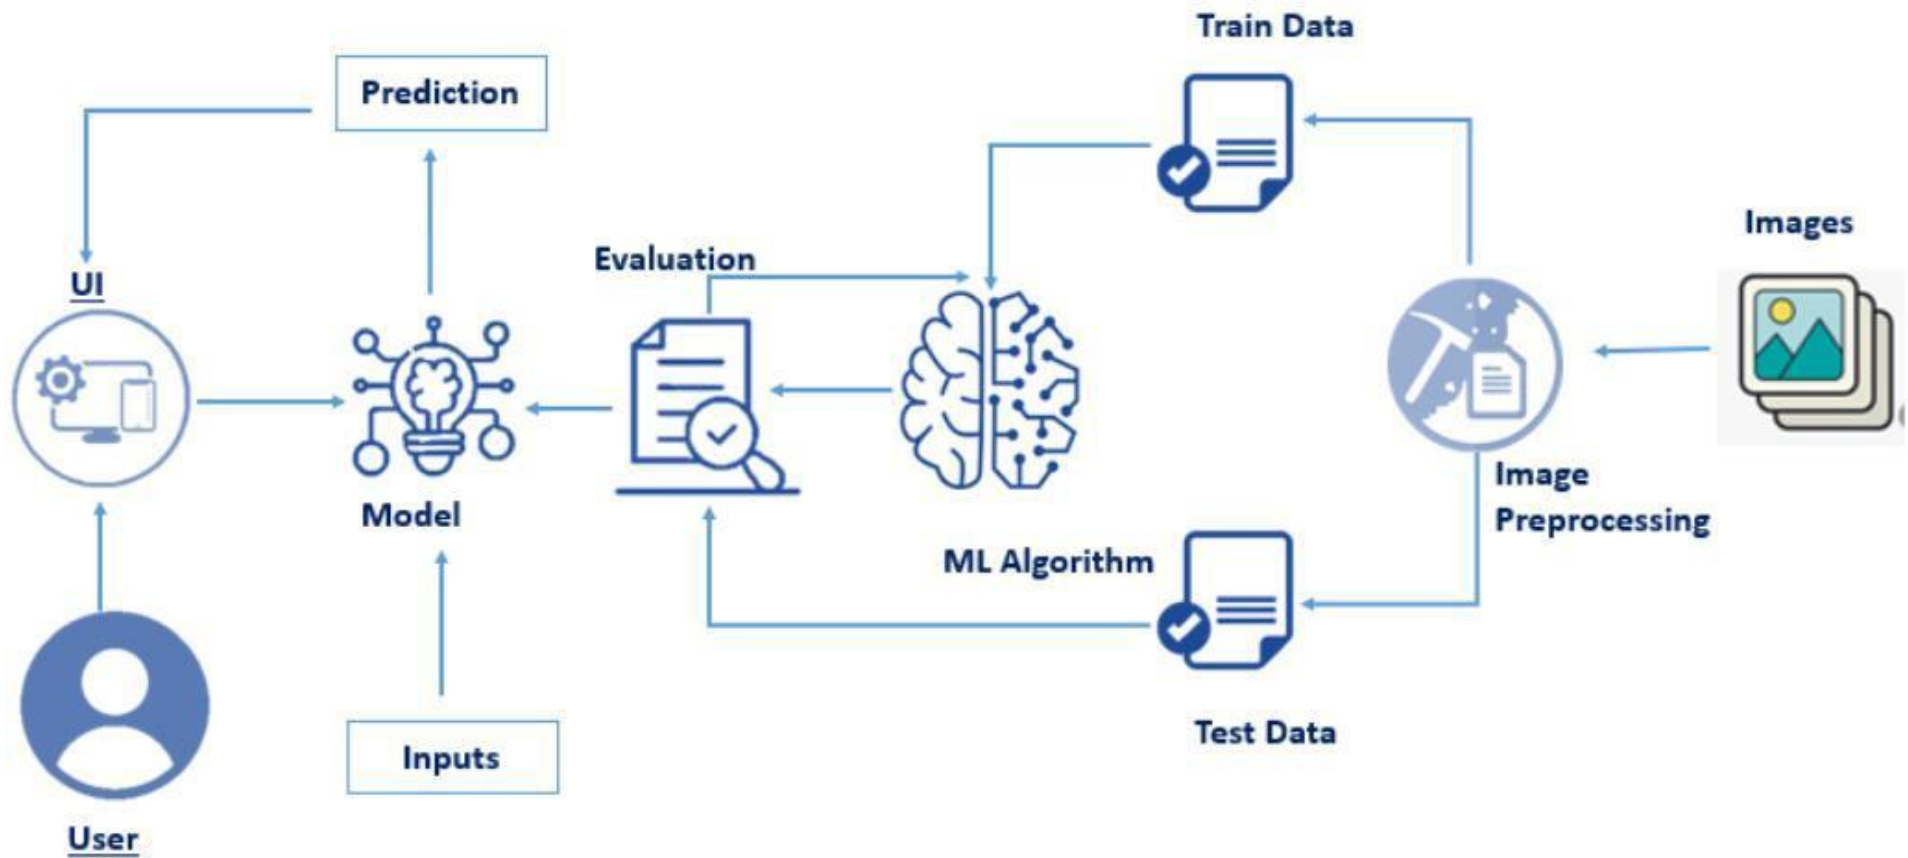 Train Data
Prediction
Images
Evaluation
UI
Image
Preprocessing
Model
ML Algorithm
Test Data
Inputs
User